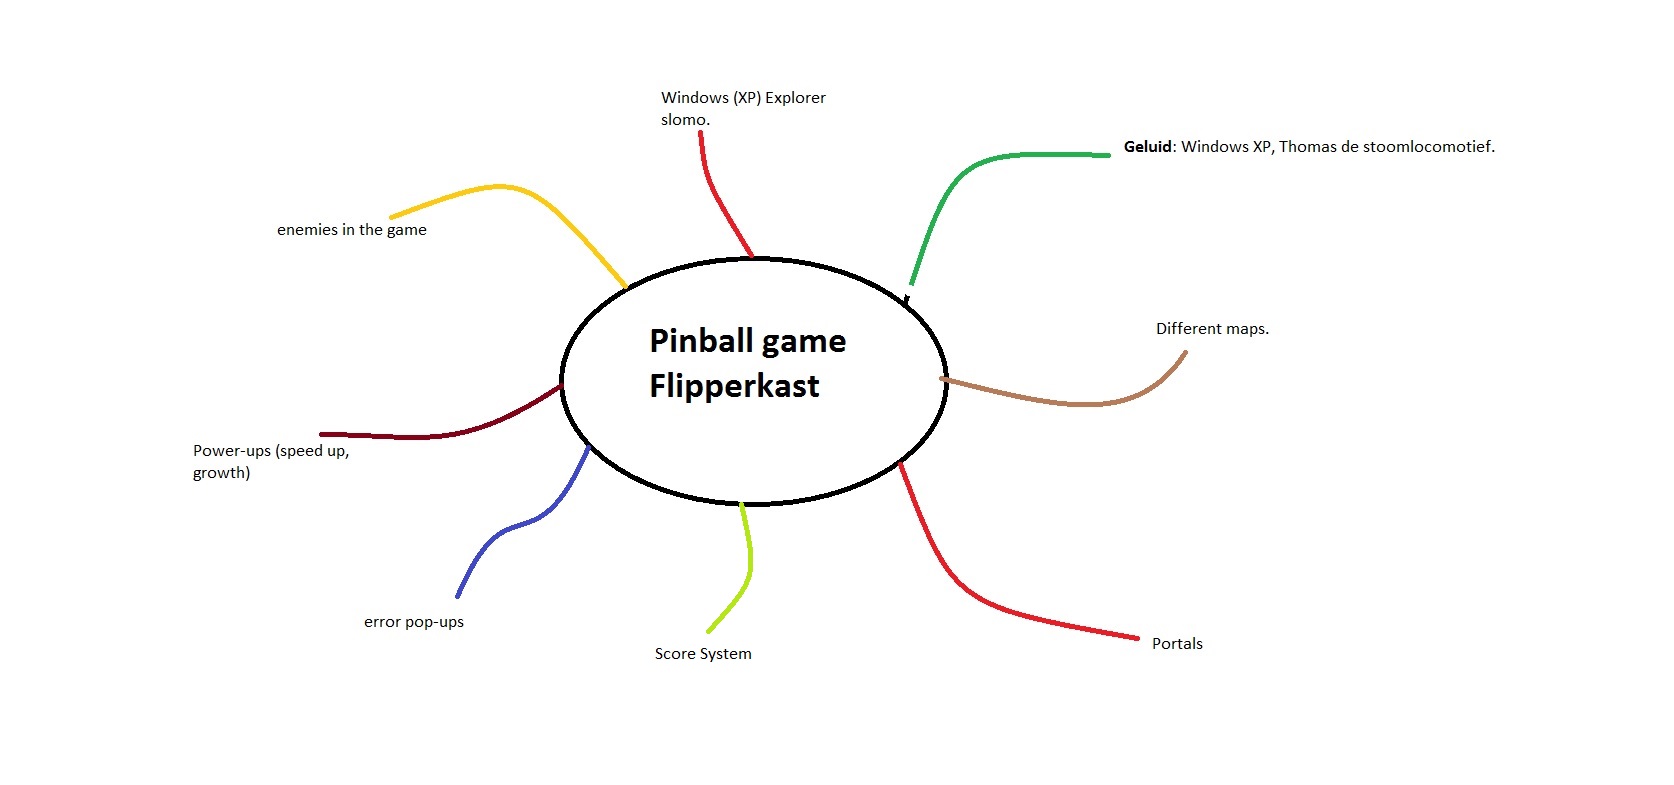 Windows (XP) Explorer
slomo.
Geluid: Windows XP, Thomas de stoomlocomotief.
enemies in the game
Different maps.
Pinball game
Flipperkast
Power-ups (speed up,
growth)
error pop-ups
Score System
Portals